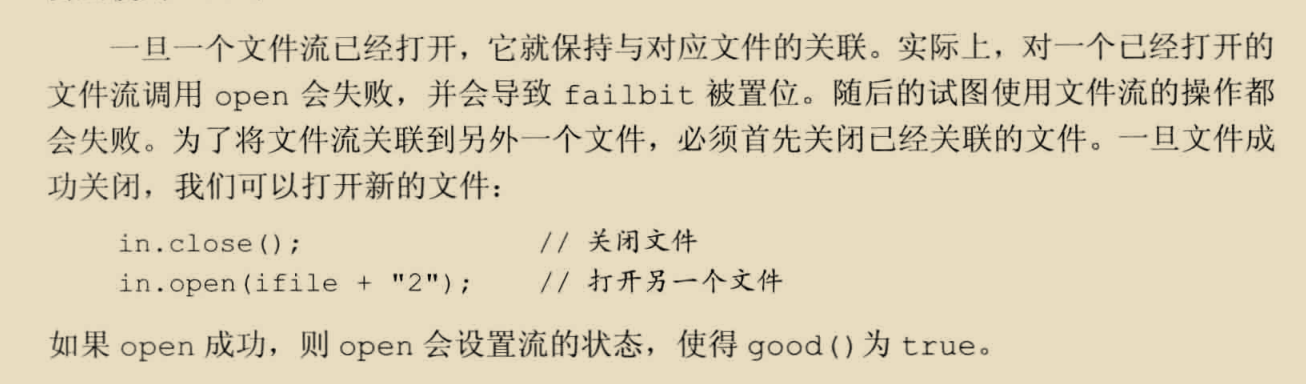 一旦一个文件流已经打开，它就保持与对应文件的关联。实际上，对一个已经打开的
文件流调用 open 会失败，并会导致 failbit 被置位。随后的试图使用文件流的操作都
会失败。为了将文件流关联到另外一个文件，必须首先关闭已经关联的文件。一旦文件成
功关闭，我们可以打开新的文件：
in.close(); // 关闭文件
in.open(ifile + "2"); // 打开另一个文件
如果 open 成功，则 open 会设置流的状态，使得 good()为 true。